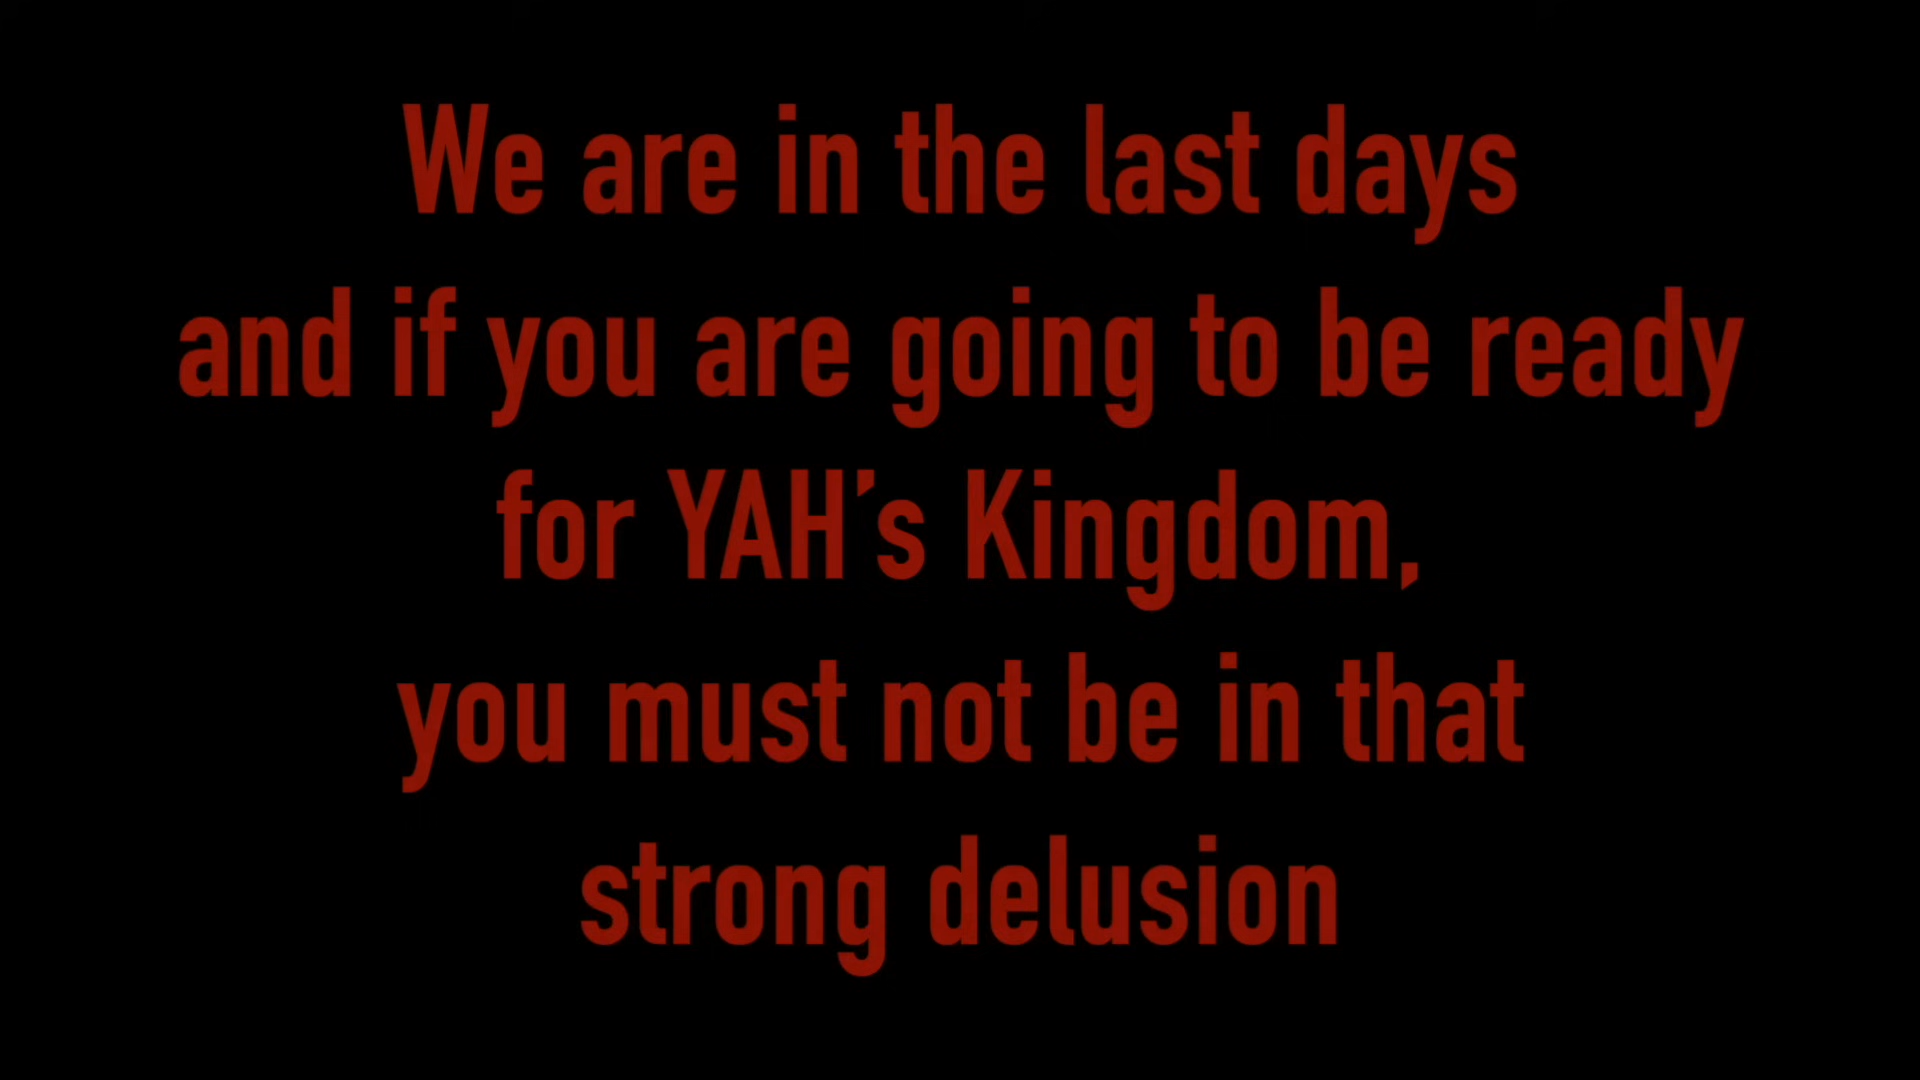 We are in the last days
and if you are going to be ready
for YAH’s Kingdom,
you must not be in that
strong delusion